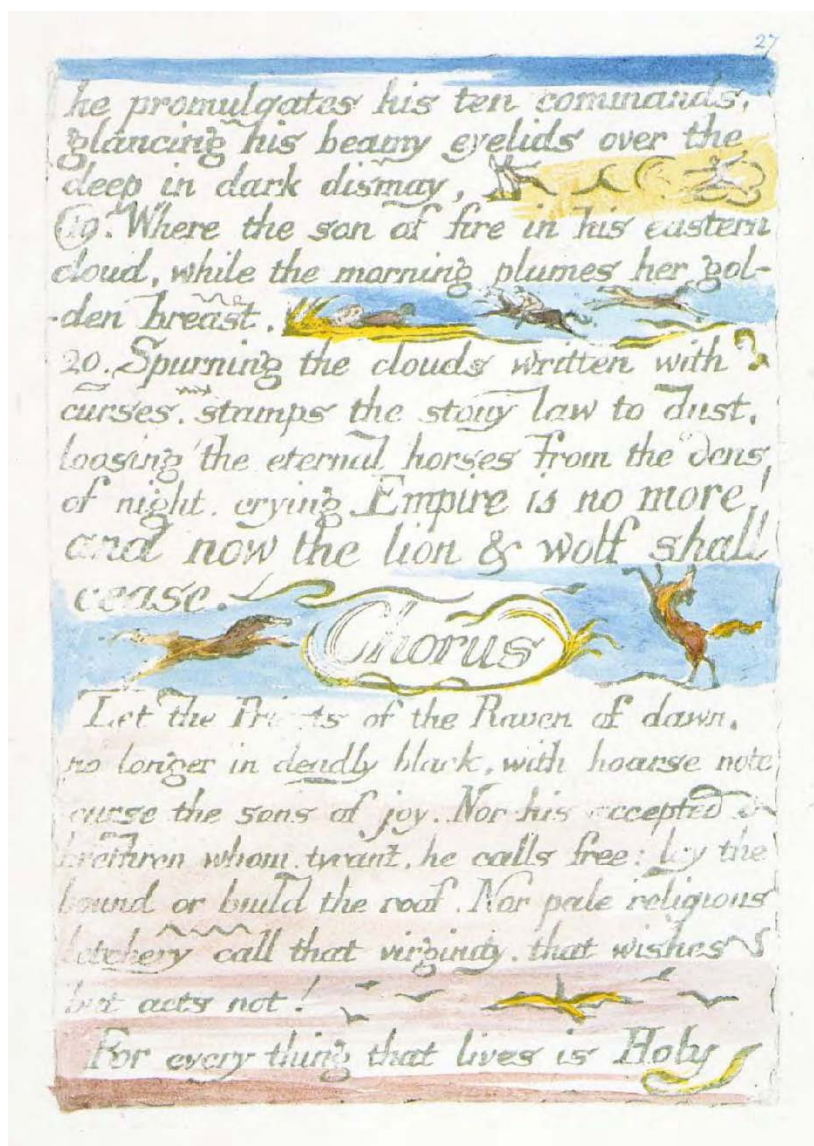 27
he promulgates his ten commands,
glancing his beamy eyelids over the
deep in dark dismay,
19. Where the son of fire in his eastern
cloud, while the morning plumes her gol-
-den breast.
20. Spurning the clouds written with
curses, stamps the stony law to dust,
loosing the eternal horses from the dens
of night, crying Empire is no more!
and now the lion & wolf shall
cease.
Chorus
Let the Priests of the Raven of dawn,
no longer in deadly black, with hoarse note
curse the sons of joy. Nor his accepted
brethren whom, tyrant, he calls free: lay the
bound or build the roof. Nor pale religious
letchery call that virginity, that wishes
but acts not!
For every thing that lives is Holy